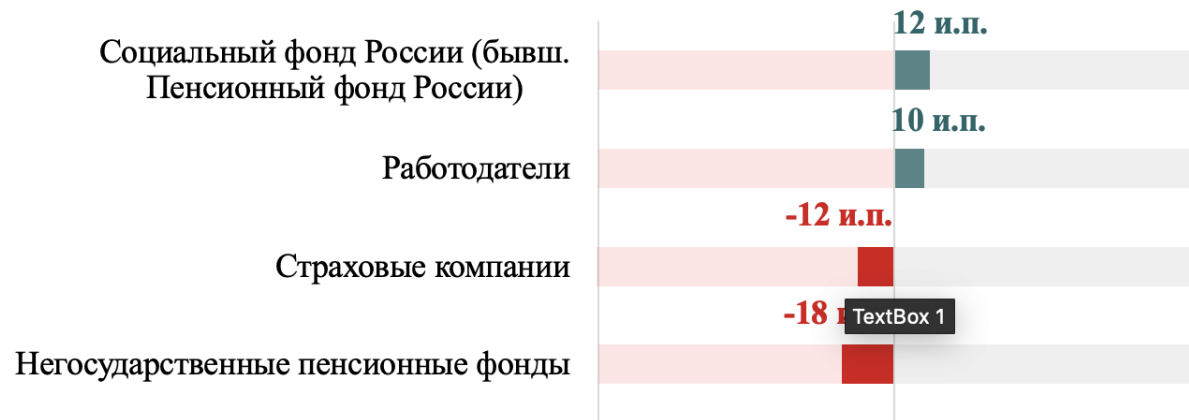 12 и.п.
Социальный фонд России (бывш.
Пенсионный фонд России)
10 и.п.
Работодатели
-12 и.п.
Страховые компании
-18
TextBox 1
Негосударственные пенсионные фонды